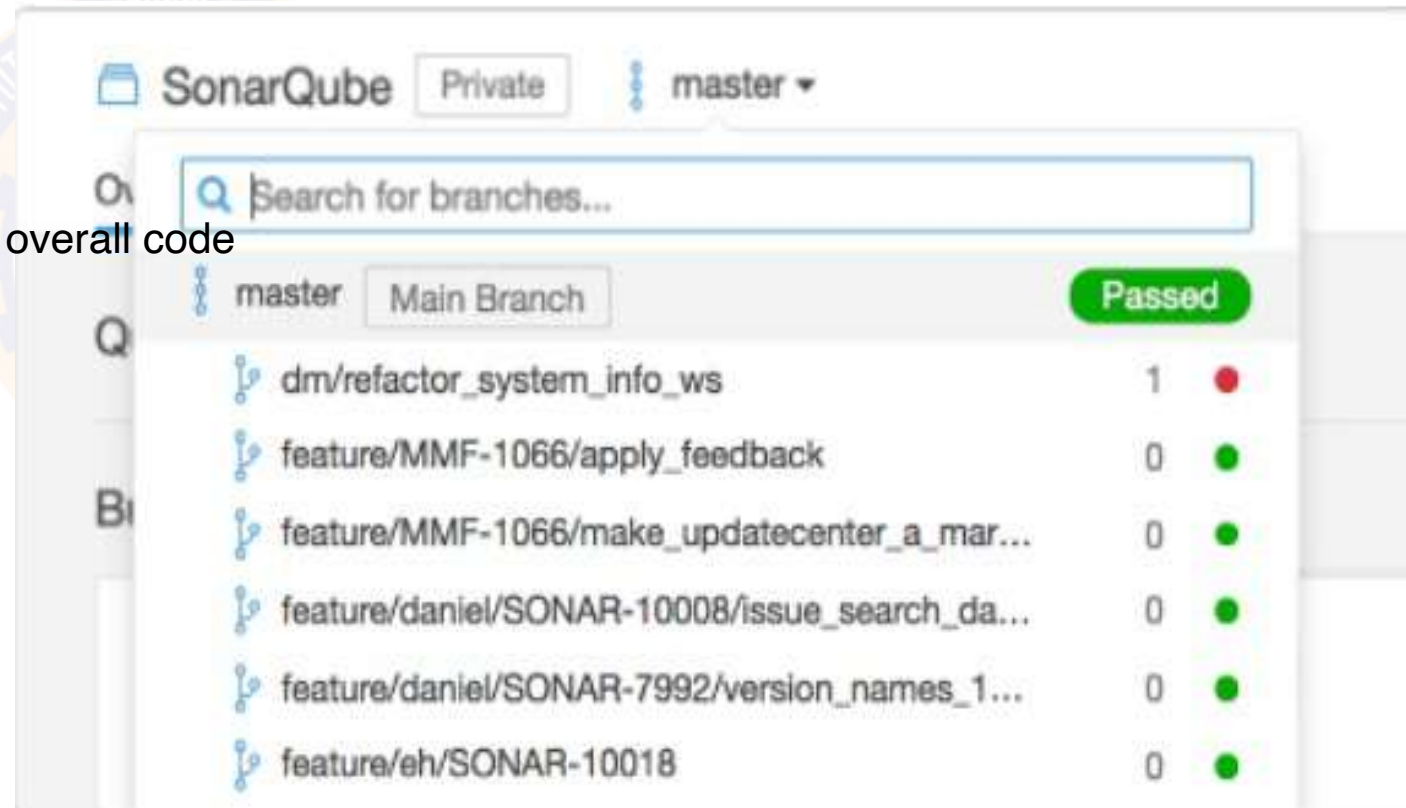 SonarQube Private master
Search for branches...
overall code
master Main Branch Passed
dm/refactor_system_info_ws 1
feature/MMF-1066/apply_feedback 0
feature/MMF-1066/make_updatecenter_a_mar... 0
feature/daniel/SONAR-10008/issue_search_da... 0
feature/daniel/SONAR-7992/version_names_1... 0
feature/eh/SONAR-10018 0